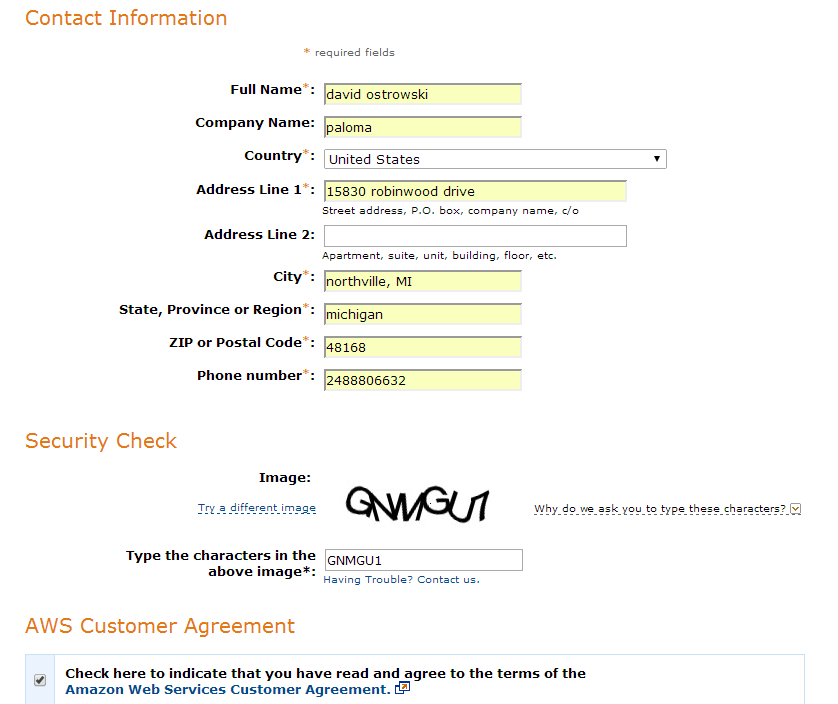 Contact Information
* required fields
Full Name*: david ostrowski
Company Name: paloma
Country*: United States
Address Line 1*: 15830 robinwood drive
Street address, P.O. box, company name, c/o
Address Line 2:
Apartment, suite, unit, building, floor, etc.
City*: northville, MI
State, Province or Region*: michigan
ZIP or Postal Code*: 48168
Phone number*: 2488806632
Security Check
Image:
Try a different image GNMGU1 Why do we ask you to type these characters?
Type the characters in the
above image*: GNMGU1
Having Trouble? Contact us.
AWS Customer Agreement
Check here to indicate that you have read and agree to the terms of the
Amazon Web Services Customer Agreement.